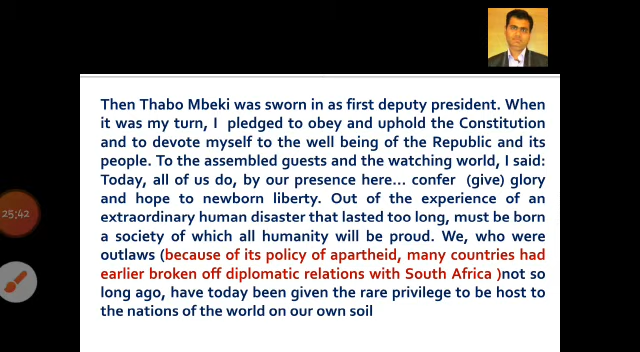 Then Thabo Mbeki was sworn in as first deputy president. When
it was my turn, I pledged to obey and uphold the Constitution
and to devote myself to the well being of the Republic and its
people. To the assembled guests and the watching world, I said:
Today, all of us do, by our presence here... confer (give) glory
and hope to newborn liberty. Out of the experience of an
extraordinary human disaster that lasted too long, must be born
a society of which all humanity will be proud. We, who were
outlaws (because of its policy of apartheid, many countries had
earlier broken off diplomatic relations with South Africa )not so
long ago, have today been given the rare privilege to be host to
the nations of the world on our own soil
25:42